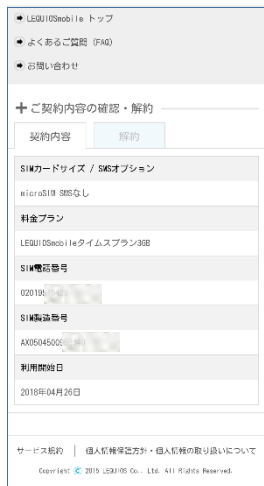 LEQUIOSmobile トップ
よくあるご質問 (FAQ)
お問い合わせ
ご契約内容の確認・解約
契約内容 解約
SIMカードサイズ / SMSオプション
microSIM SMSなし
料金プラン
LEQUIOSmobileタイムスプラン3GB
SIM電話番号
020195
SIM製造番号
AX05045009
利用開始日
2018年04月26日
サービス規約 | 個人情報保護方針・個人情報の取り扱いについて
Copyright © 2015 LEQUIOS Co., Ltd. All Rights Reserved.